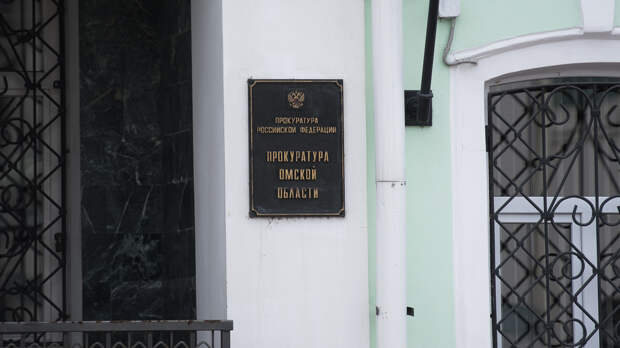 ПРОКУРАТУРА
РОССИЙСКОЙ ФЕДЕРАЦИИ
ПРОКУРАТУРА
ОМСКОЙ
ОБЛАСТИ